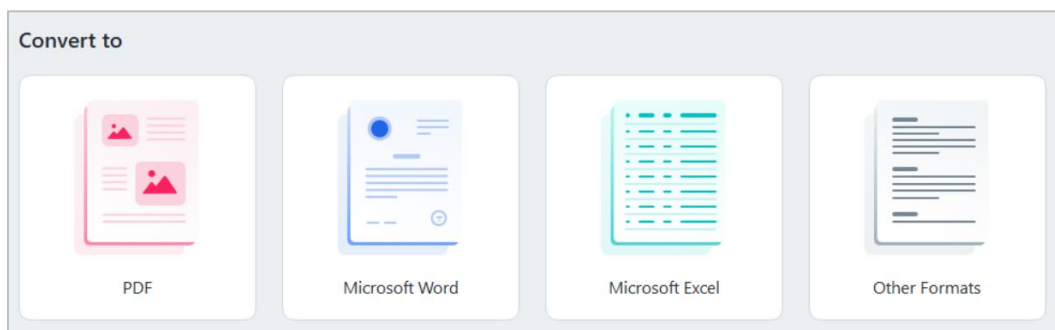 Convert to
PDF
Microsoft Word
Microsoft Excel
Other Formats